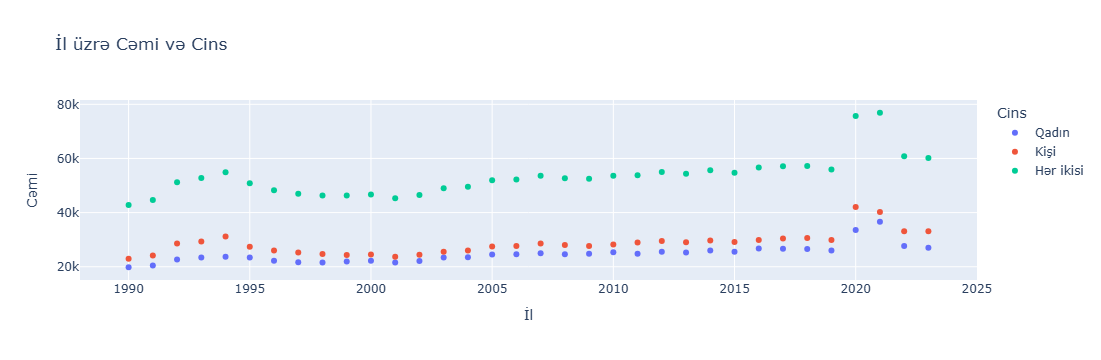 İl üzrə Cəmi və Cins
Cəmi
80k
60k
40k
20k
1990 1995 2000 2005 2010 2015 2020 2025
İl
Cins
Qadın
Kişi
Hər ikisi